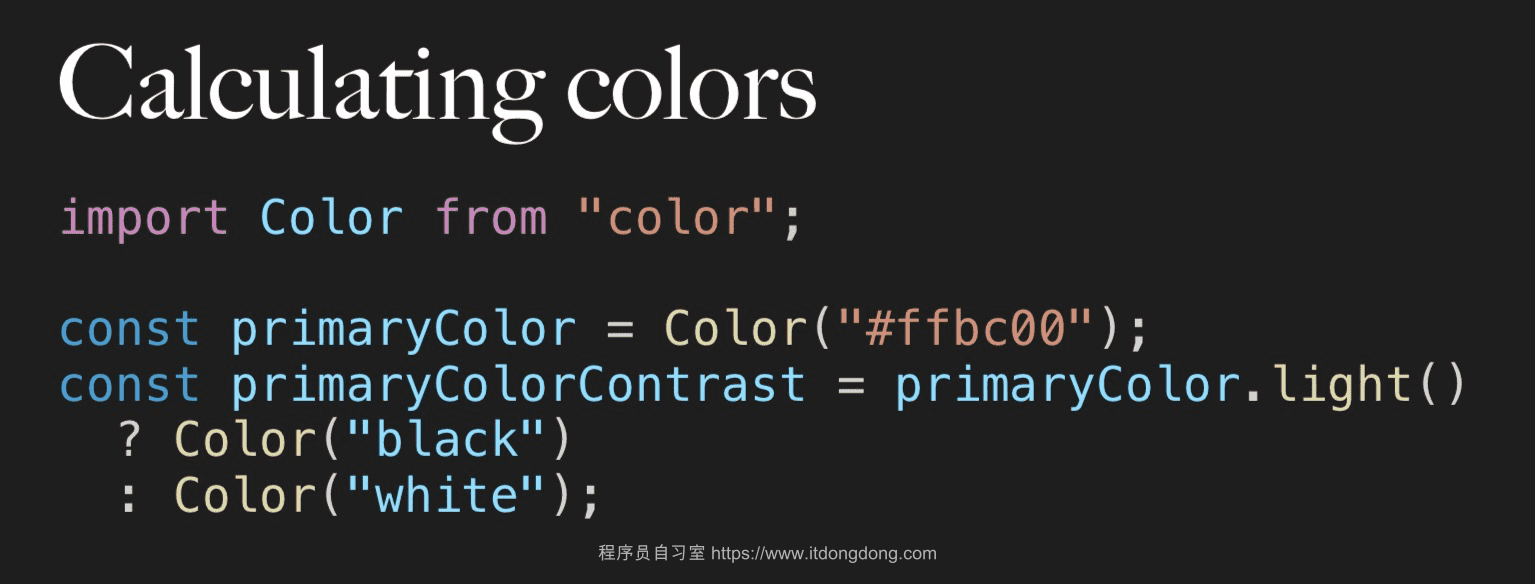 Calculating colors
import Color from "color";
const primaryColor = Color("#ffbc00");
const primaryColorContrast = primaryColor.light()
? Color("black")
: Color("white");
程序员自习室 https://www.itdongdong.com